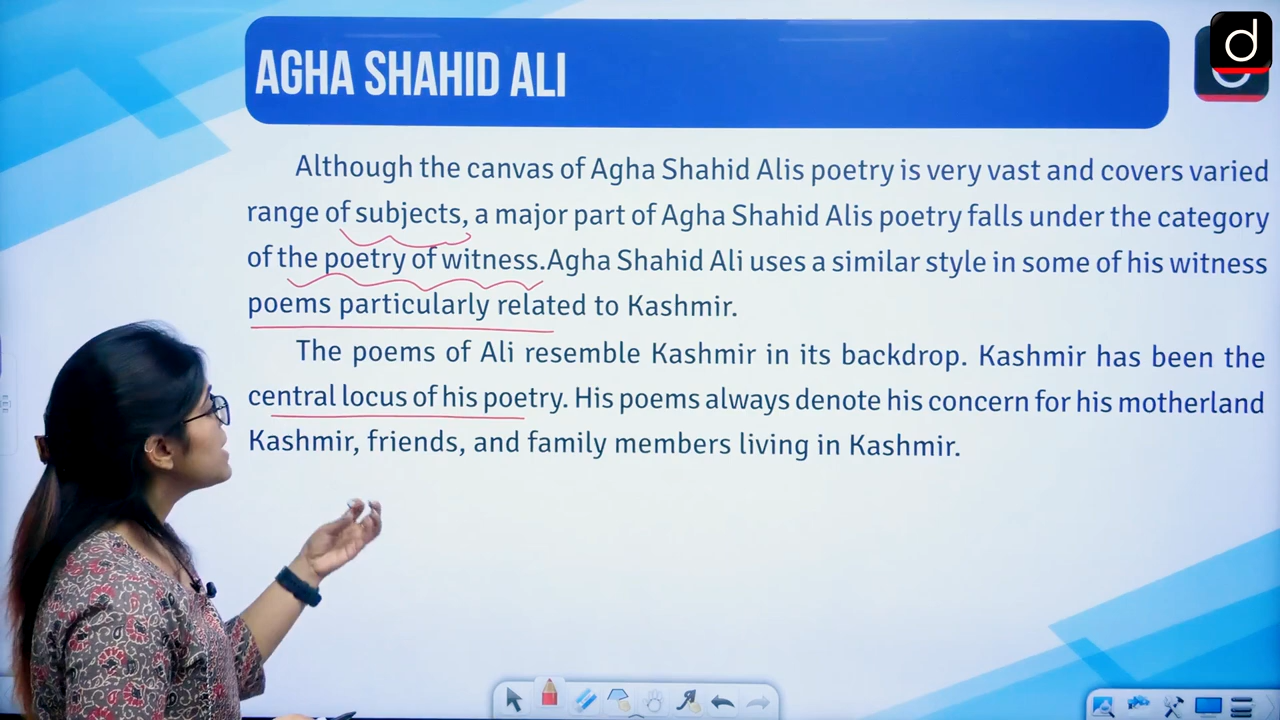 AGHA SHAHID ALI
d
Although the canvas of Agha Shahid Alis poetry is very vast and covers varied
range of subjects, a major part of Agha Shahid Alis poetry falls under the category
of the poetry of witness.Agha Shahid Ali uses a similar style in some of his witness
poems particularly related to Kashmir.
The poems of Ali resemble Kashmir in its backdrop. Kashmir has been the
central locus of his poetry. His poems always denote his concern for his motherland
Kashmir, friends, and family members living in Kashmir.